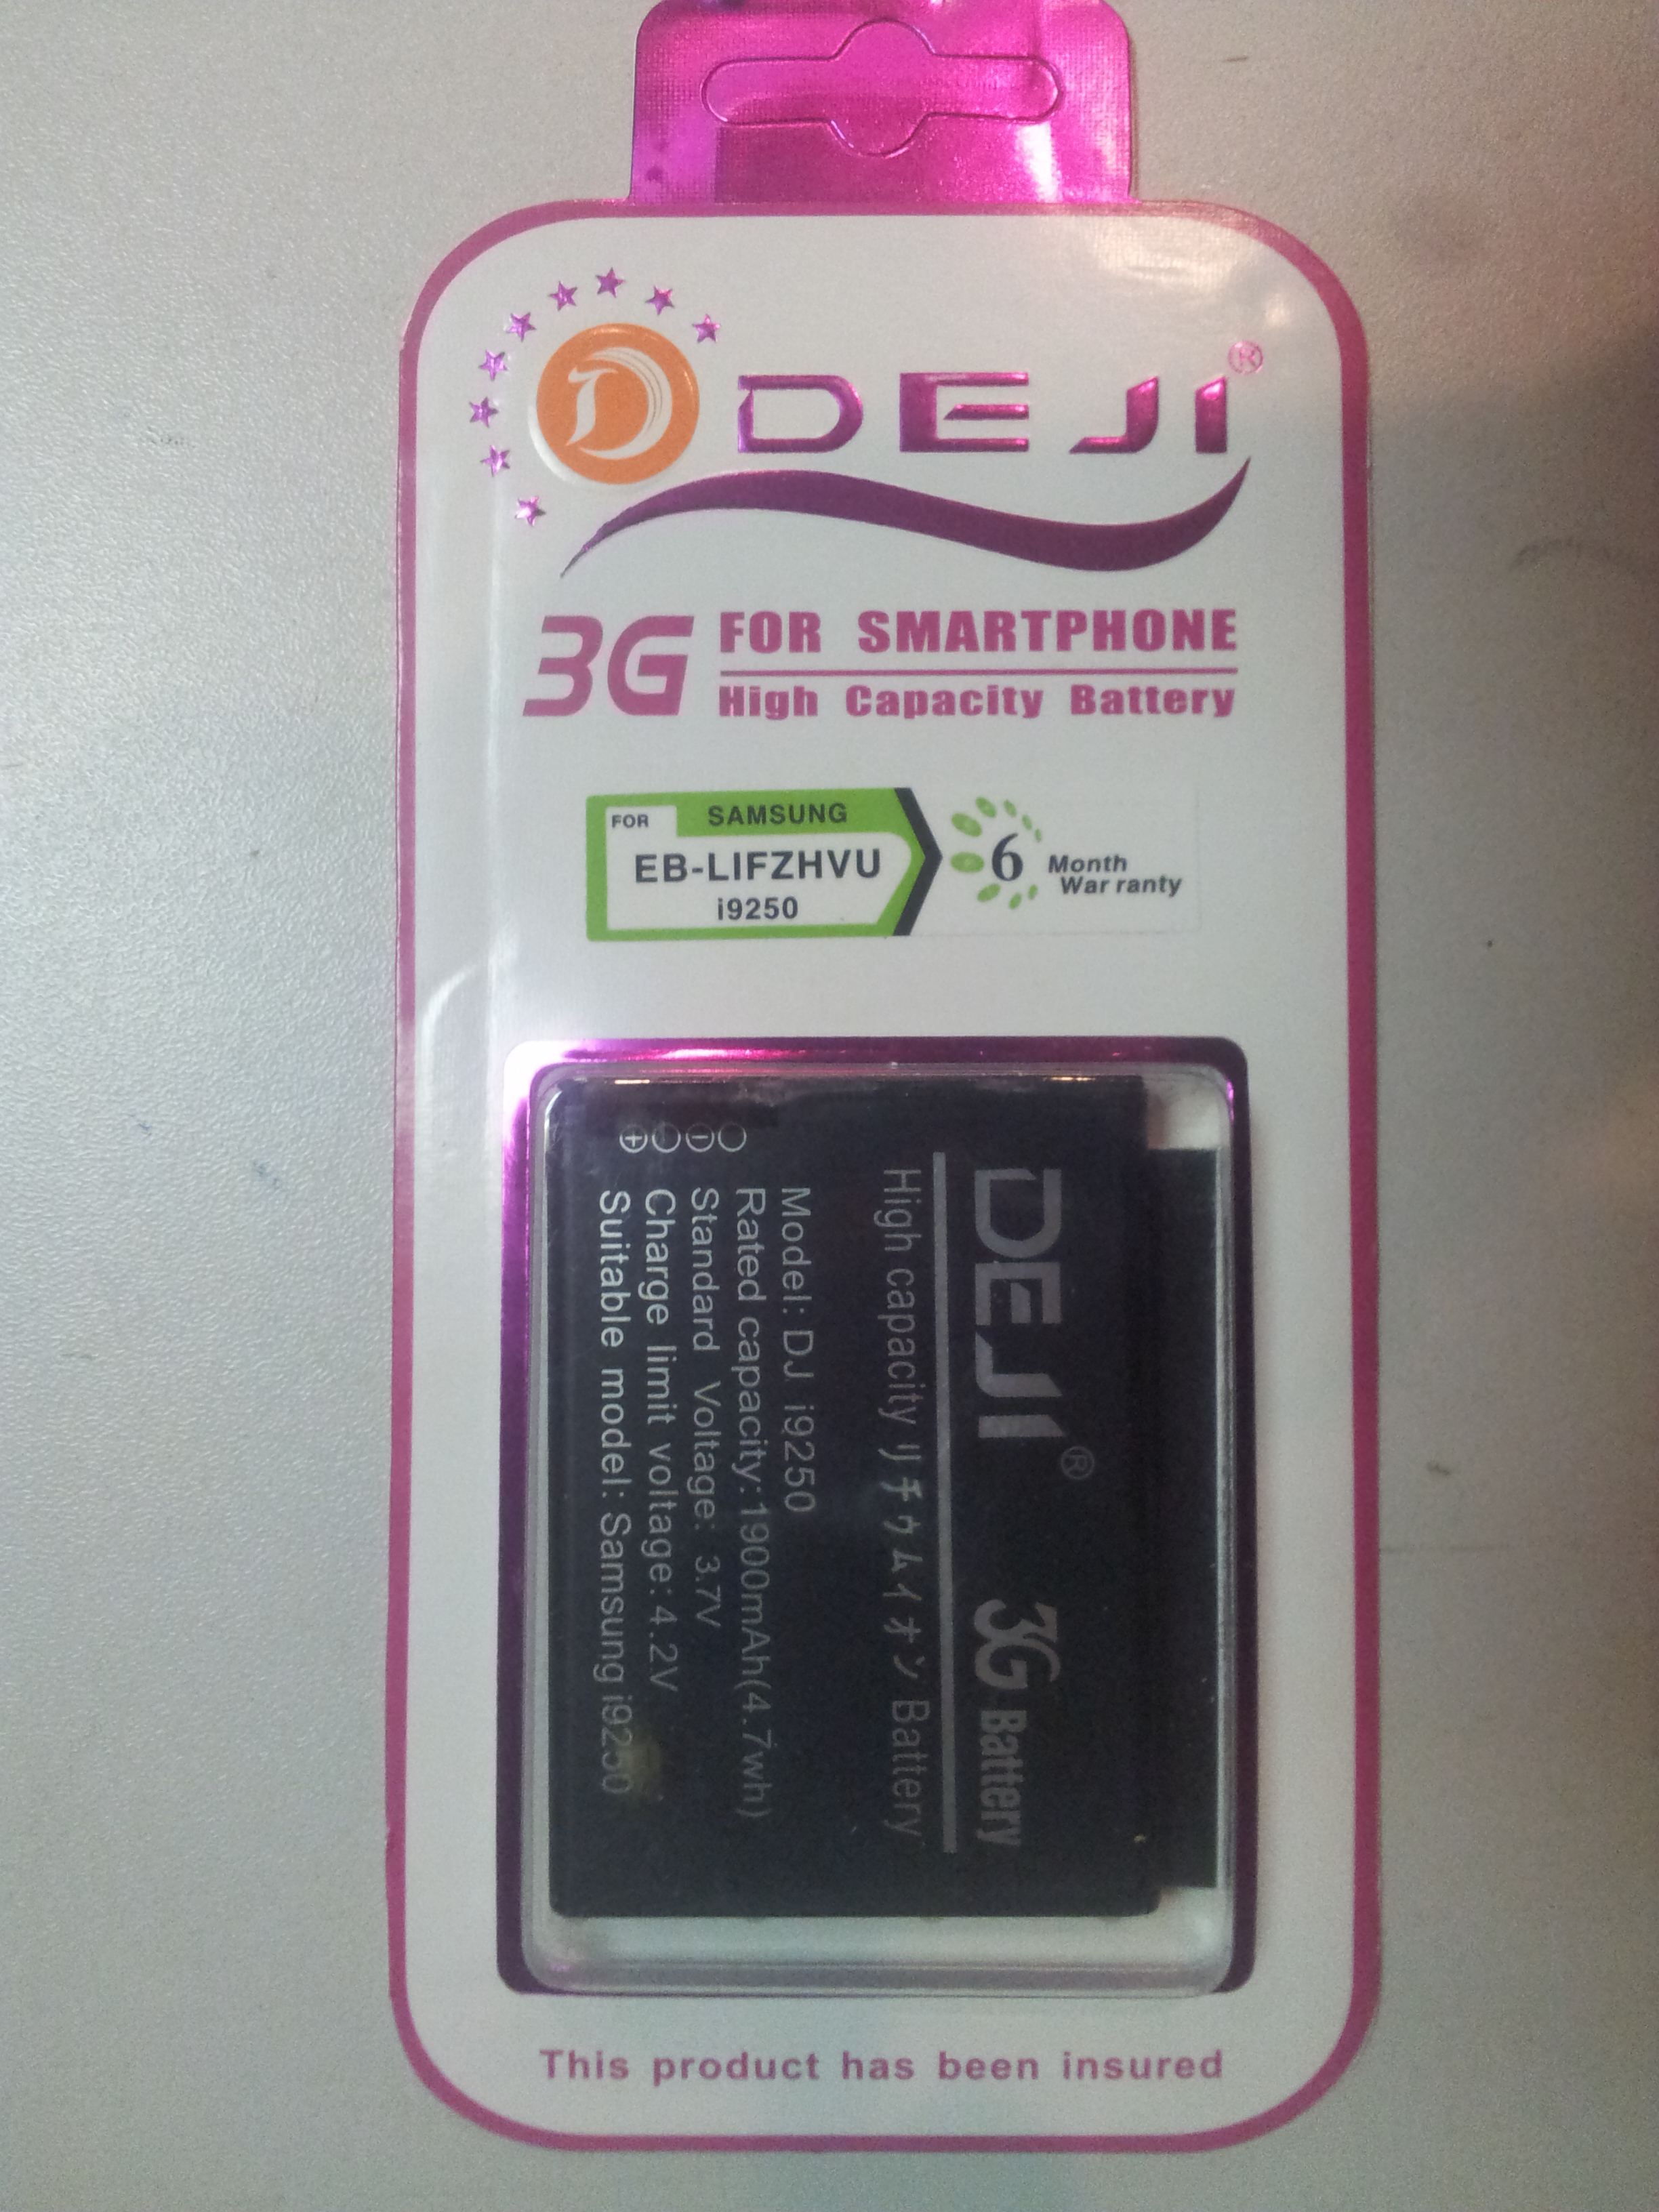 DEJI®
3G FOR SMARTPHONE
High Capacity Battery
FOR SAMSUNG
EB-LIFZHVU
i9250
6 Month
Warranty
DEJI® 3G Battery
High capacity リチウムイオン Battery
Model: DJ i9250
Rated capacity:1900mAh(4.7wh)
Standard Voltage: 3.7V
Charge limit voltage: 4.2V
Suitable model: Samsung i9250
This product has been insured